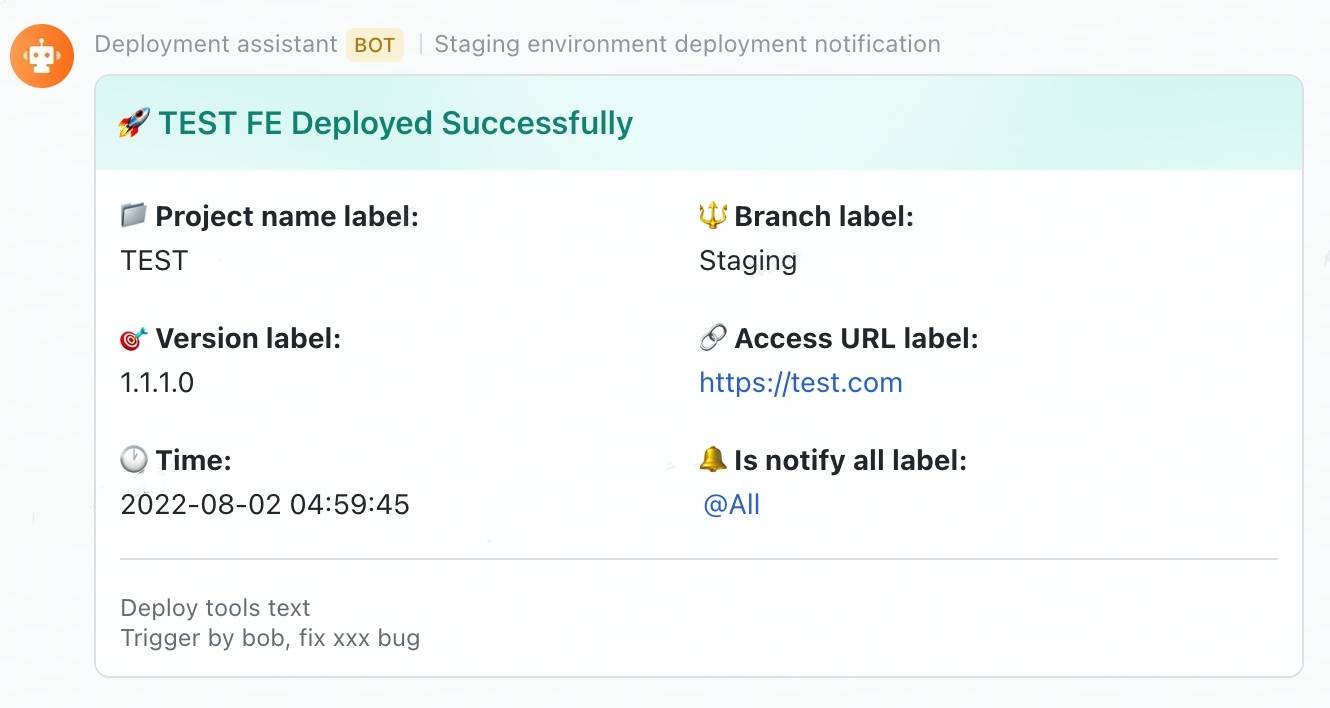 Deployment assistant BOT | Staging environment deployment notification
🚀 TEST FE Deployed Successfully
📁 Project name label:
TEST
🔱 Branch label:
Staging
🎯 Version label:
1.1.1.0
🔗 Access URL label:
https://test.com
🕐 Time:
2022-08-02 04:59:45
🔔 Is notify all label:
@All
Deploy tools text
Trigger by bob, fix xxx bug